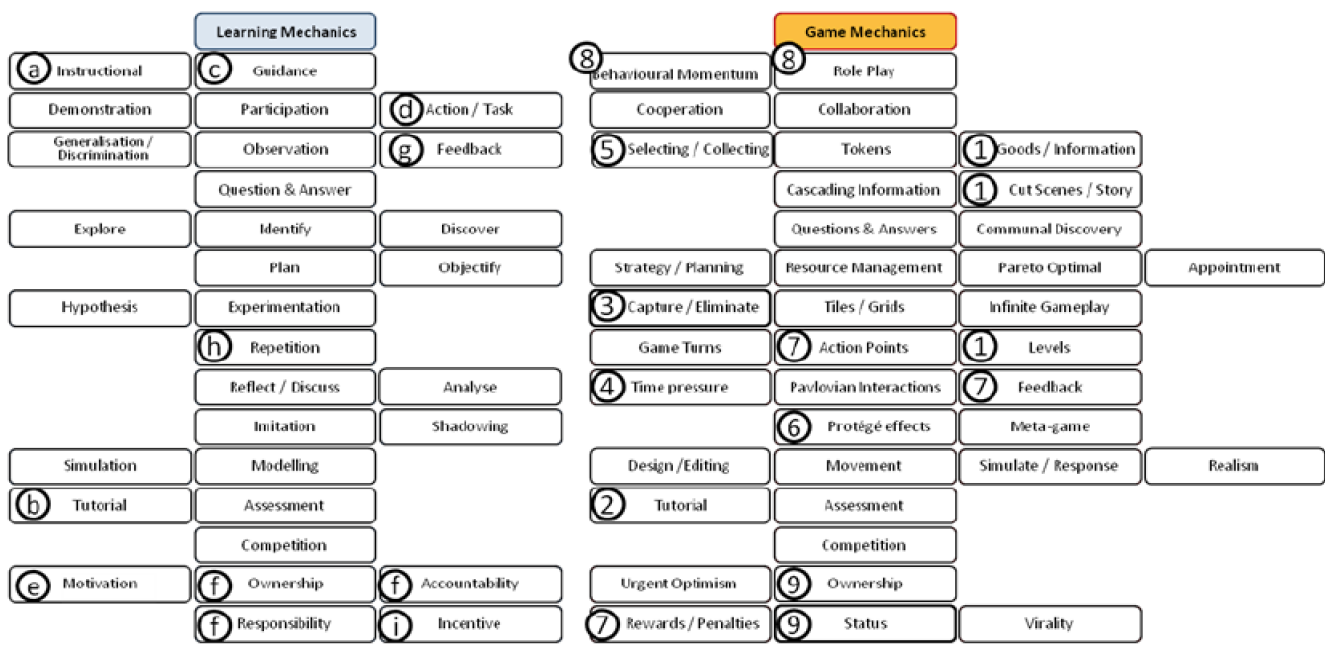 Learning Mechanics Game Mechanics
a Instructional c Guidance 8 Behavioural Momentum 8 Role Play
Demonstration Participation d Action / Task Cooperation Collaboration
Generalisation /
Discrimination Observation g Feedback 5 Selecting / Collecting Tokens 1 Goods / Information
Question & Answer Cascading Information 1 Cut Scenes / Story
Explore Identify Discover Questions & Answers Communal Discovery
Plan Objectify Strategy / Planning Resource Management Pareto Optimal Appointment
Hypothesis Experimentation 3 Capture / Eliminate Tiles / Grids Infinite Gameplay
h Repetition Game Turns 7 Action Points 1 Levels
Reflect / Discuss Analyse 4 Time pressure Pavlovian Interactions 7 Feedback
Imitation Shadowing 6 Protégé effects Meta-game
Simulation Modelling Design /Editing Movement Simulate / Response Realism
b Tutorial Assessment 2 Tutorial Assessment
Competition Competition
e Motivation f Ownership f Accountability Urgent Optimism 9 Ownership
f Responsibility i Incentive 7 Rewards / Penalties 9 Status Virality